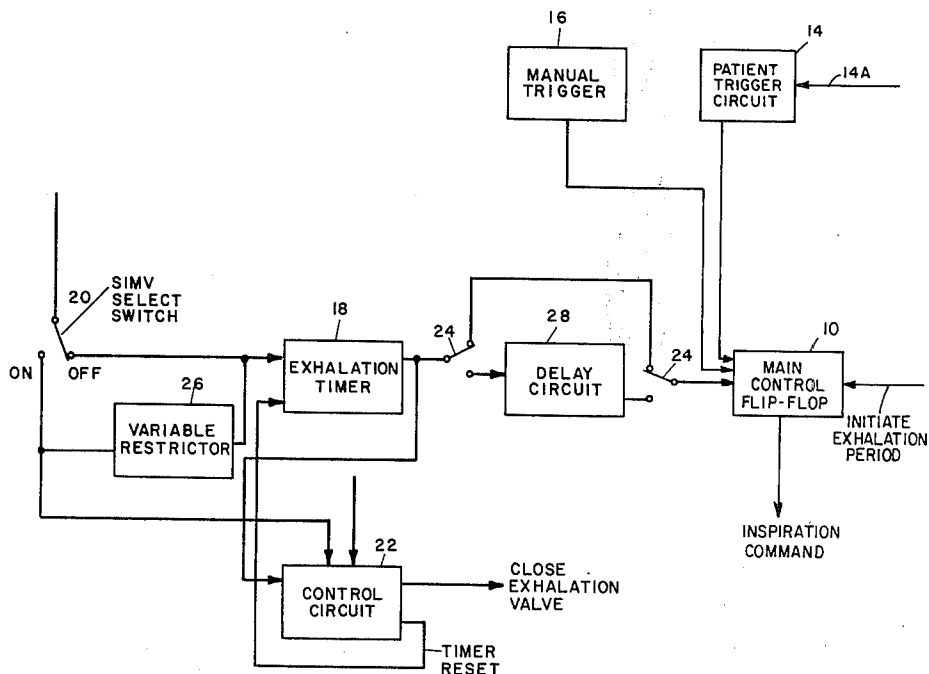 16
MANUAL
TRIGGER
14
PATIENT
TRIGGER
CIRCUIT
14A
20
SIMV
SELECT
SWITCH
ON
OFF
26
VARIABLE
RESTRICTOR
18
EXHALATION
TIMER
24
28
DELAY
CIRCUIT
24
10
MAIN
CONTROL
FLIP-FLOP
INITIATE
EXHALATION
PERIOD
INSPIRATION
COMMAND
22
CONTROL
CIRCUIT
CLOSE
EXHALATION
VALVE
TIMER
RESET